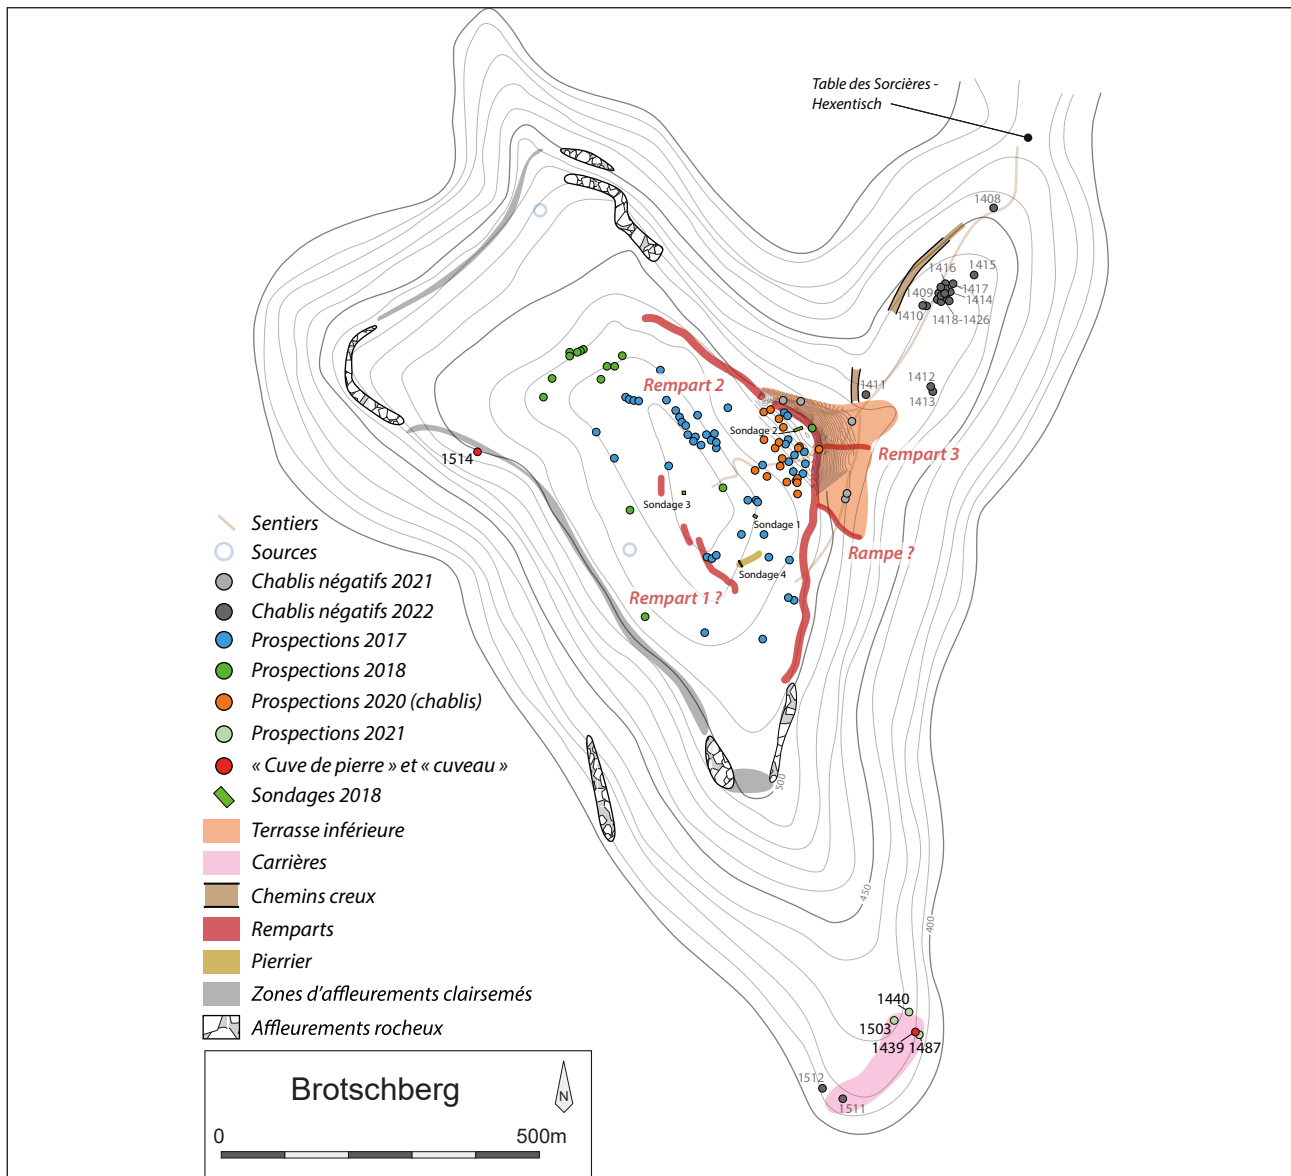 Table des Sorcières -
Hexentisch
1408
1416
1415
1409
1417
1414
1410
1418-1426
1411
1412
1413
Rempart 2
Sondage 2
Rempart 3
1514
Sondage 3
Sondage 1
Rampe ?
Sondage 4
Rempart 1 ?
500
450
400
1440
1503
1439 1487
1512
1511
Sentiers
Sources
Chablis négatifs 2021
Chablis négatifs 2022
Prospections 2017
Prospections 2018
Prospections 2020 (chablis)
Prospections 2021
« Cuve de pierre » et « cuveau »
Sondages 2018
Terrasse inférieure
Carrières
Chemins creux
Remparts
Pierrier
Zones d'affleurements clairsemés
Affleurements rocheux
Brotschberg
N
0 500m